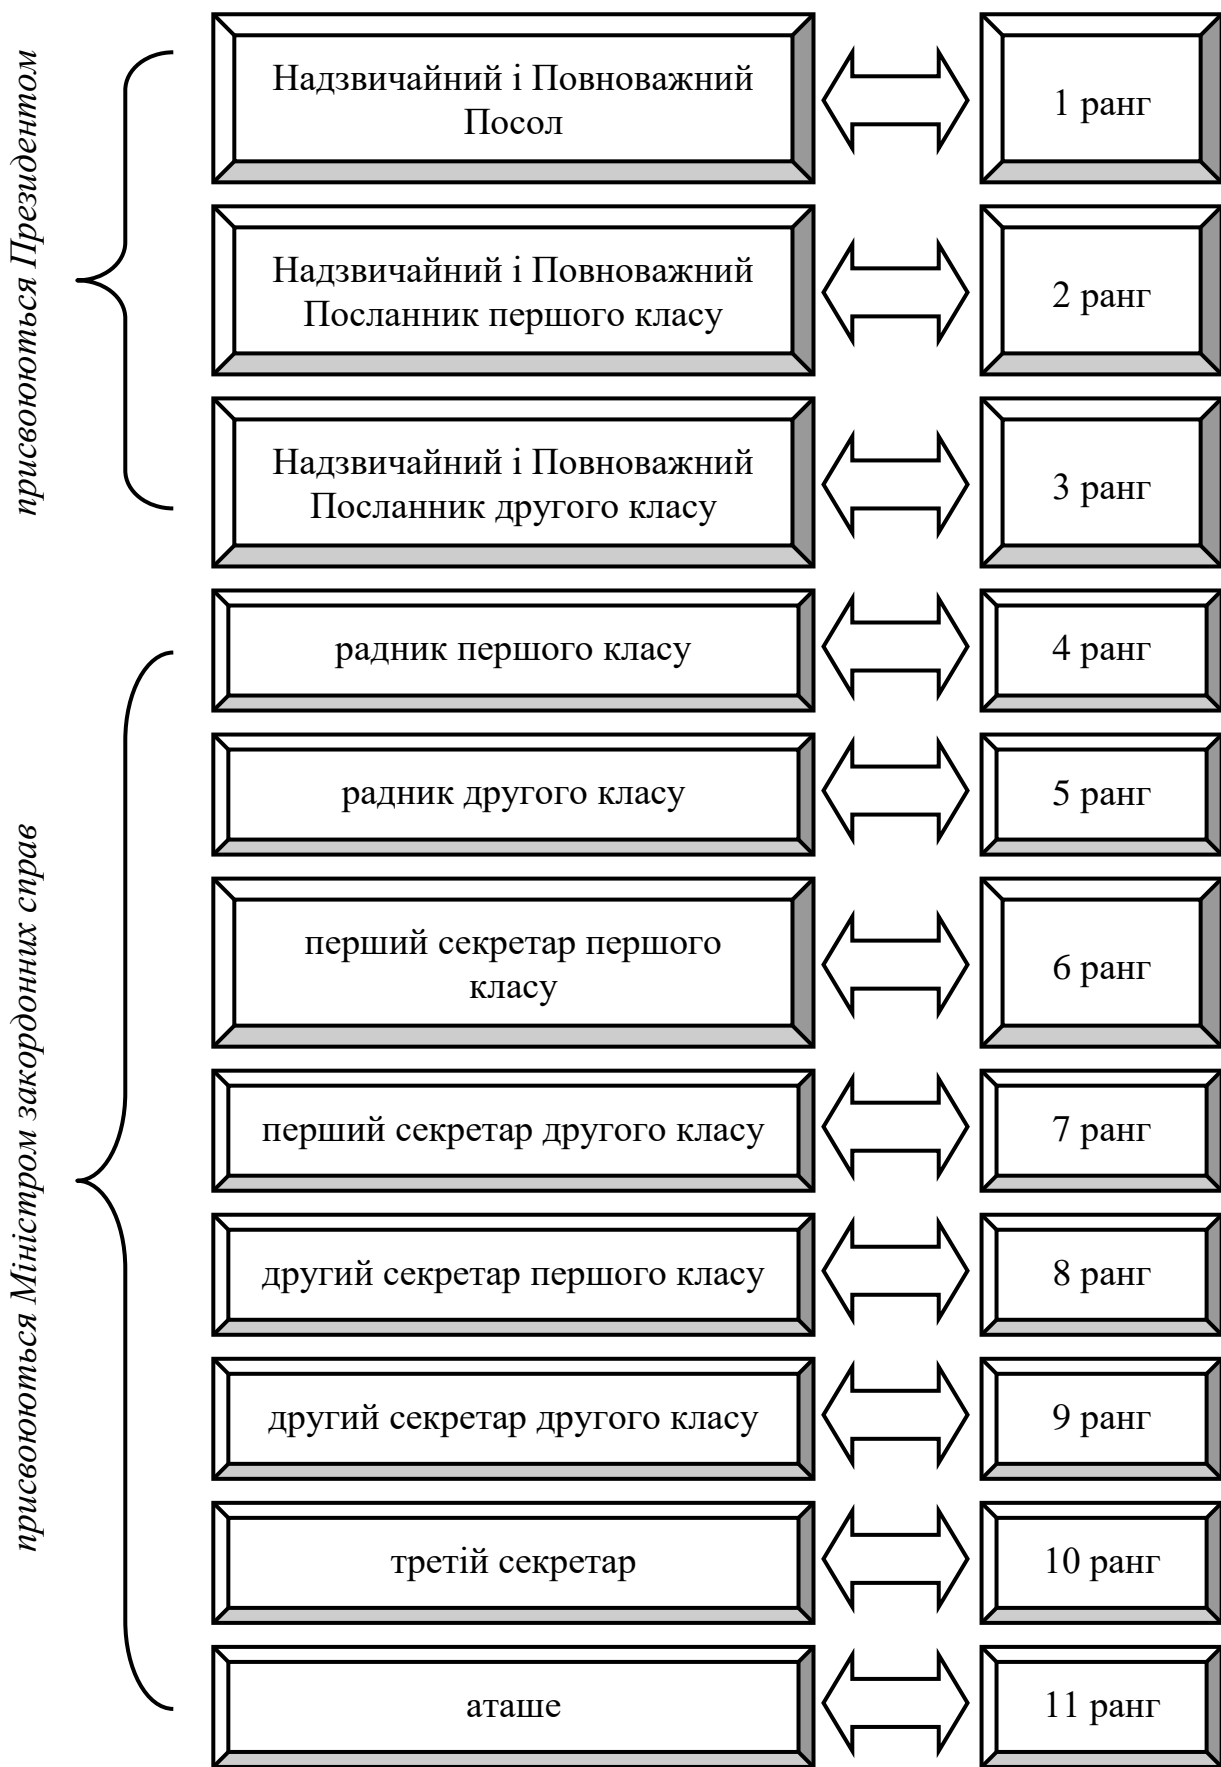 присвоюються Президентом
Надзвичайний і Повноважний
Посол
1 ранг
Надзвичайний і Повноважний
Посланник першого класу
2 ранг
Надзвичайний і Повноважний
Посланник другого класу
3 ранг
присвоюються Міністром закордонних справ
радник першого класу
4 ранг
радник другого класу
5 ранг
перший секретар першого
класу
6 ранг
перший секретар другого класу
7 ранг
другий секретар першого класу
8 ранг
другий секретар другого класу
9 ранг
третій секретар
10 ранг
аташе
11 ранг